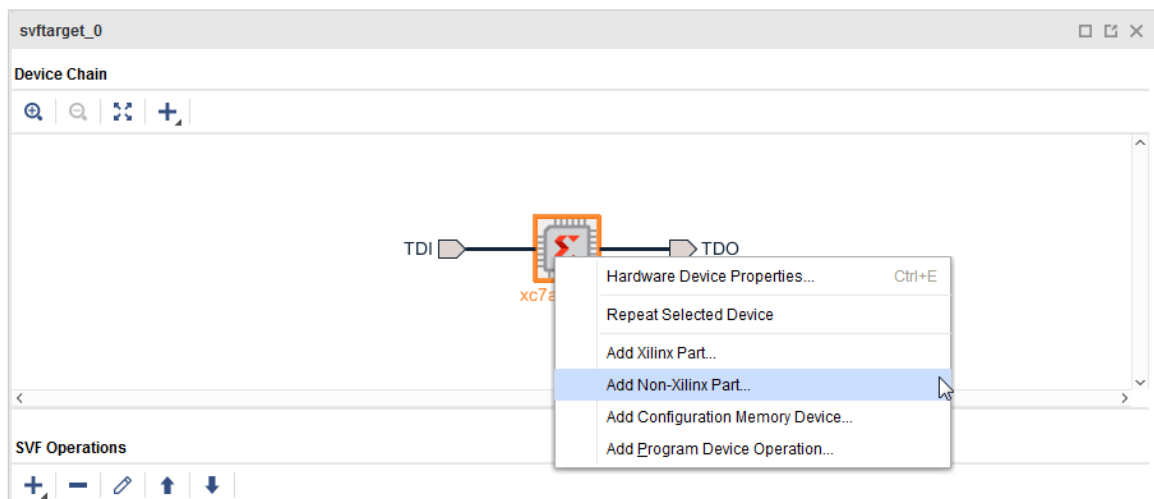 svftarget_0
Device Chain
TDI
TDO
xc7a
Hardware Device Properties... Ctrl+E
Repeat Selected Device
Add Xilinx Part...
Add Non-Xilinx Part...
Add Configuration Memory Device...
Add Program Device Operation...
SVF Operations